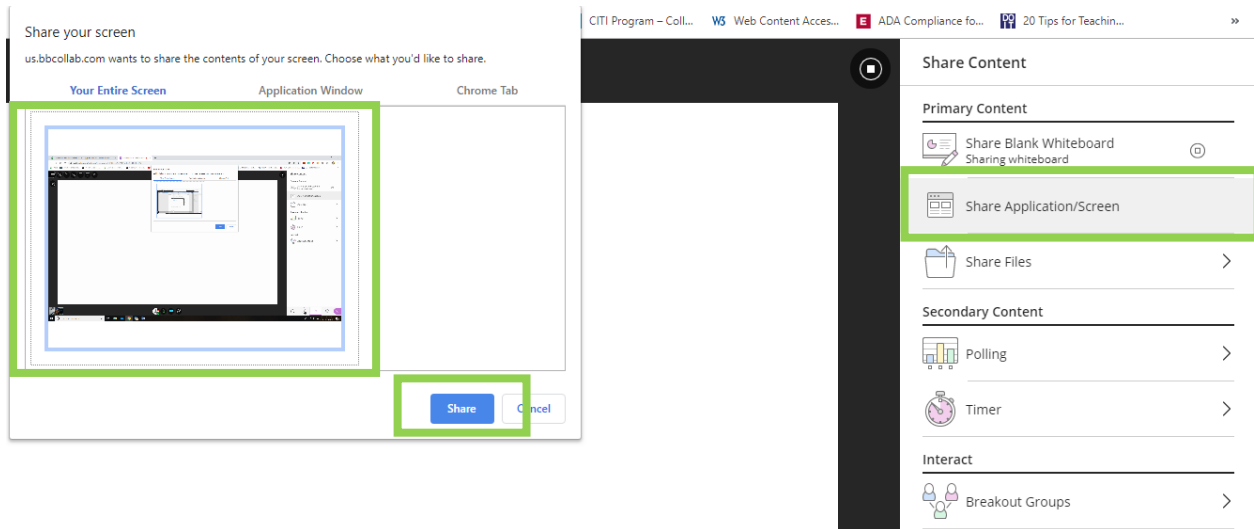 CITI Program – Coll... W3 Web Content Acces... E ADA Compliance fo... 20 Tips for Teachin... »
Share your screen
us.bbcollab.com wants to share the contents of your screen. Choose what you'd like to share.
Your Entire Screen Application Window Chrome Tab
Share Cancel
Share Content
Primary Content
Share Blank Whiteboard
Sharing whiteboard
Share Application/Screen
Share Files
Secondary Content
Polling
Timer
Interact
Breakout Groups